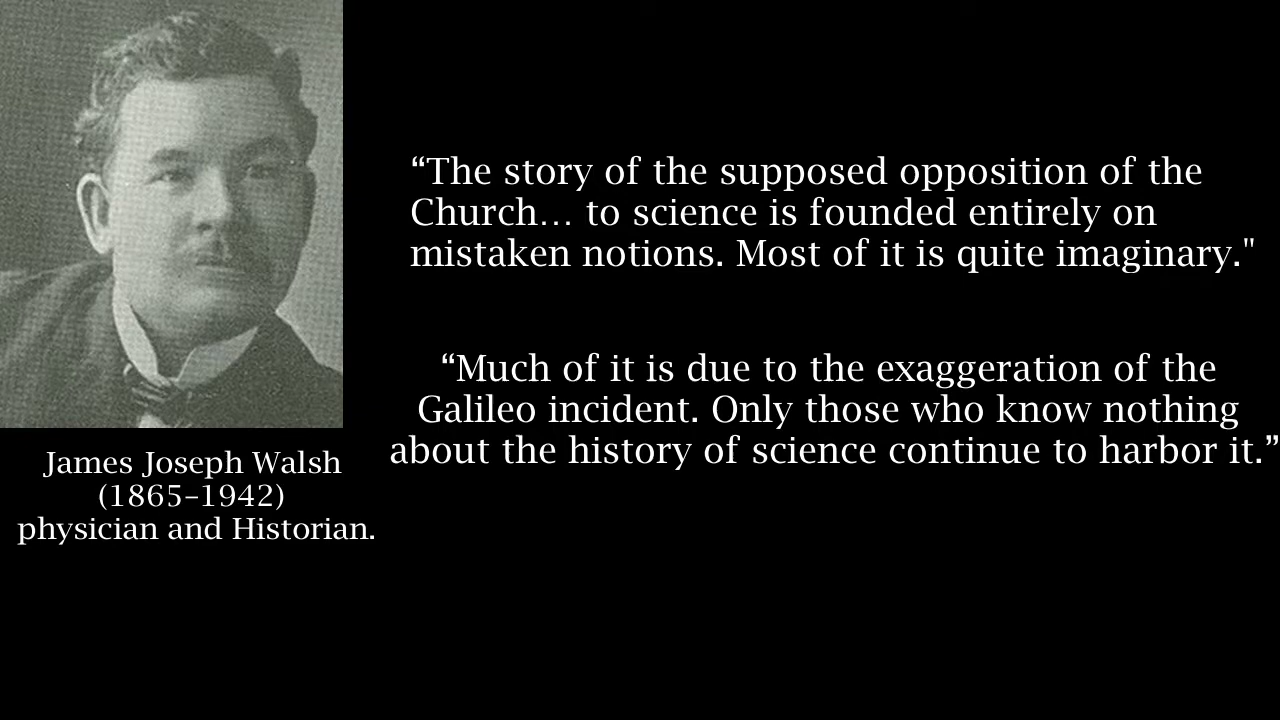 “The story of the supposed opposition of the
Church... to science is founded entirely on
mistaken notions. Most of it is quite imaginary."
“Much of it is due to the exaggeration of the
Galileo incident. Only those who know nothing
about the history of science continue to harbor it.”
James Joseph Walsh
(1865–1942)
physician and Historian.